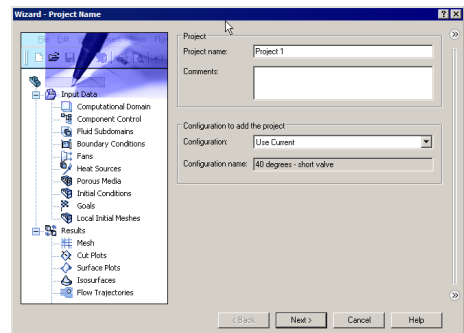 Wizard - Project Name
Project
Project name: Project 1
Comments:
Configuration to add the project
Configuration: Use Current
Configuration name: 40 degrees - short valve
Input Data
Computational Domain
Component Control
Fluid Subdomains
Boundary Conditions
Fans
Heat Sources
Porous Media
Initial Conditions
Goals
Local Initial Meshes
Results
Mesh
Cut Plots
Surface Plots
Isosurfaces
Flow Trajectories
< Back Next > Cancel Help